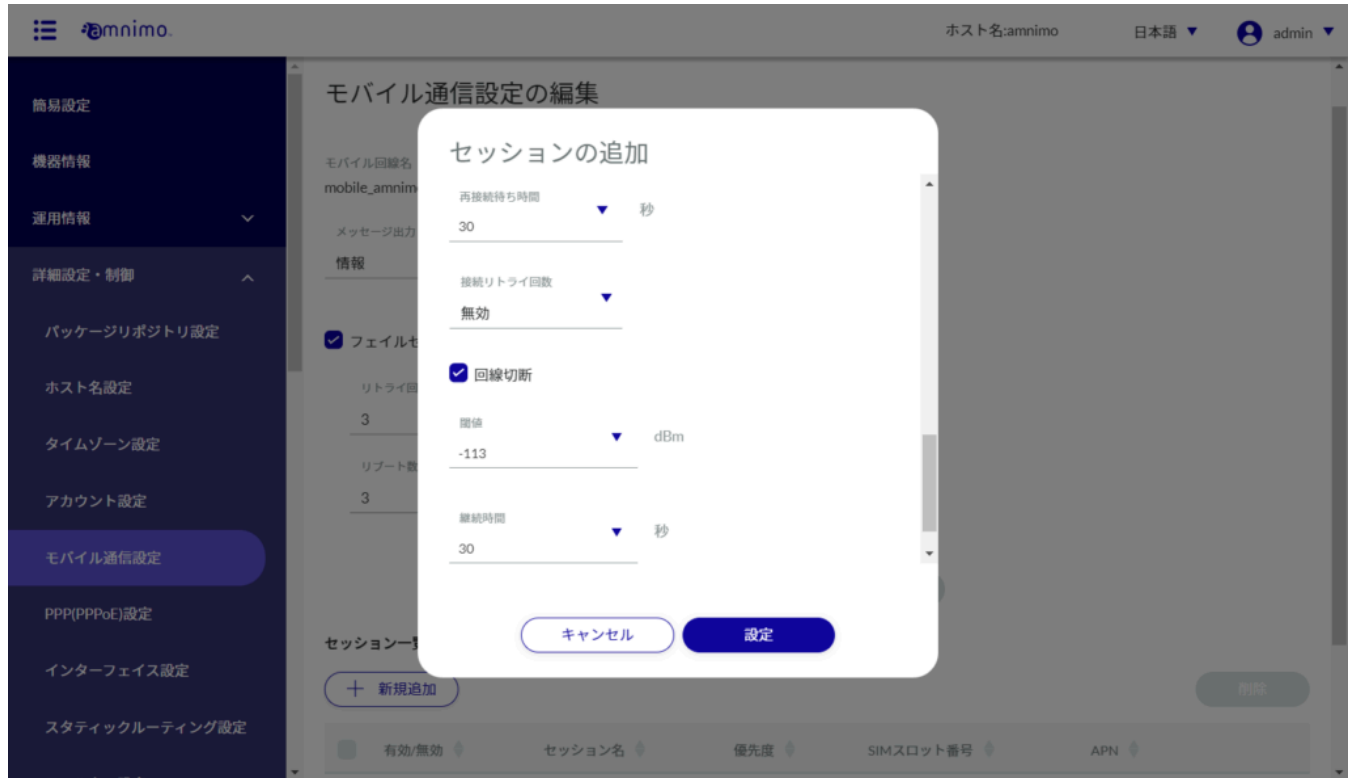 amnimo
ホスト名:amnimo
日本語
admin
簡易設定
機器情報
運用情報
詳細設定・制御
パッケージリポジトリ設定
ホスト名設定
タイムゾーン設定
アカウント設定
モバイル通信設定
PPP(PPPoE)設定
インターフェイス設定
スタティックルーティング設定
モバイル通信設定の編集
モバイル回線名
mobile_amnim
メッセージ出力
情報
フェイルセ
リトライ回
3
リブート数
3
セッション一覧
新規追加
削除
有効/無効
セッション名
優先度
SIMスロット番号
APN
セッションの追加
再接続待ち時間
30
秒
接続リトライ回数
無効
回線切断
閾値
-113
dBm
継続時間
30
秒
キャンセル
設定